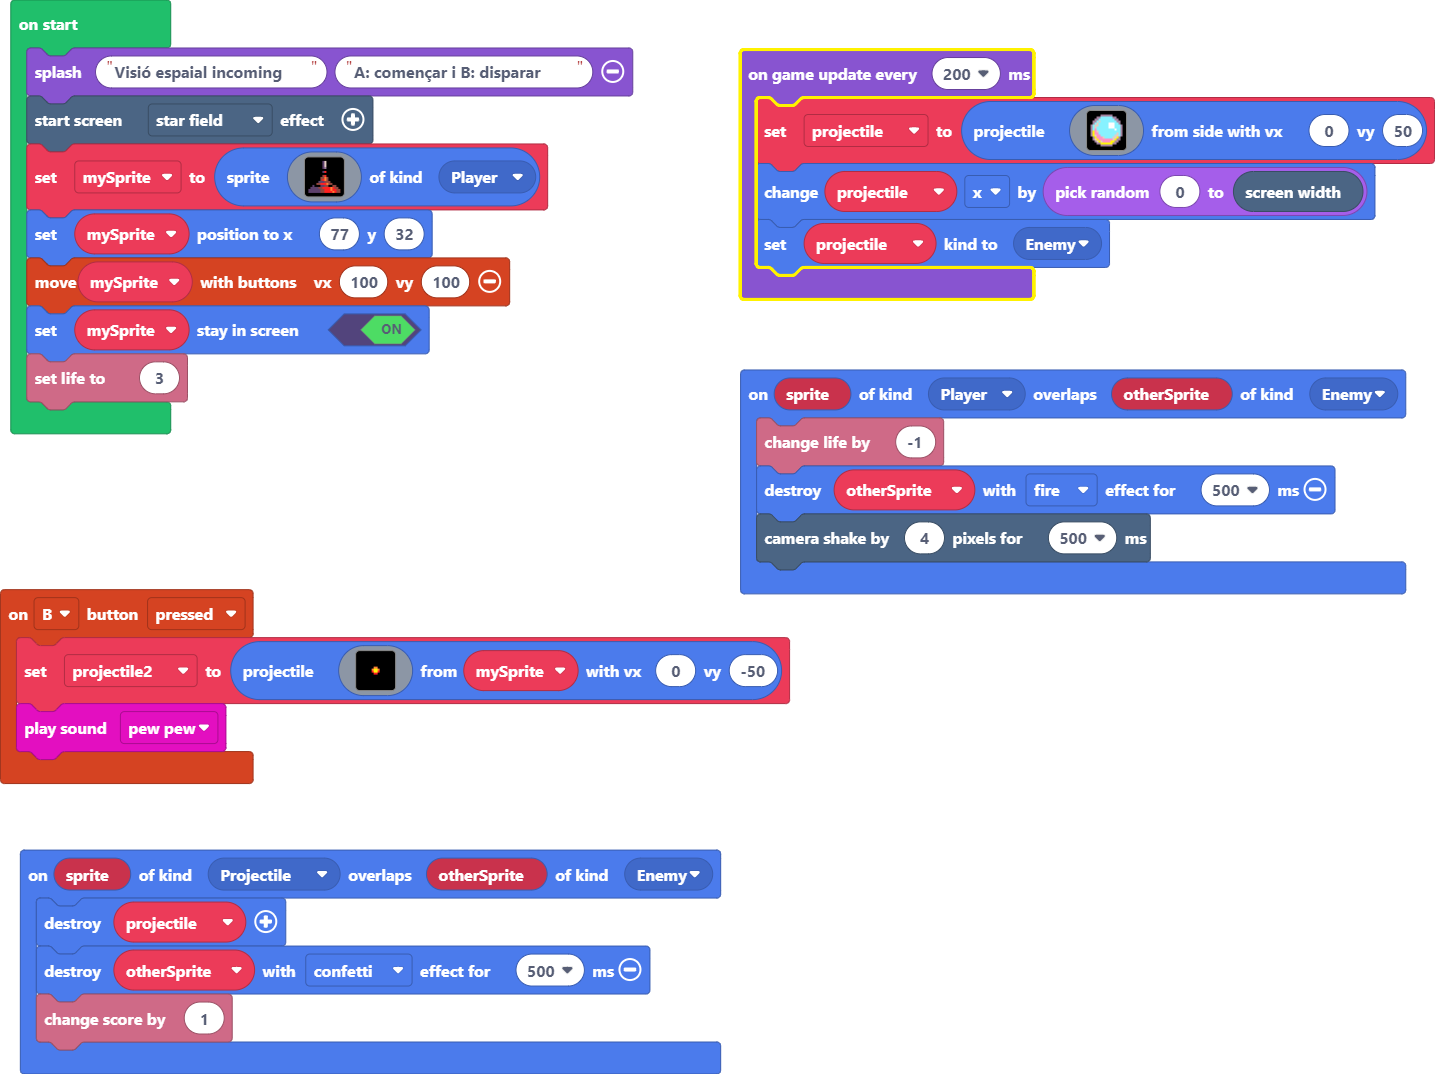 on start
splash "Visió espaial incoming" "A: començar i B: disparar"
start screen star field effect
set mySprite to sprite of kind Player
set mySprite position to x 77 y 32
move mySprite with buttons vx 100 vy 100
set mySprite stay in screen ON
set life to 3
on game update every 200 ms
set projectile to projectile from side with vx 0 vy 50
change projectile x by pick random 0 to screen width
set projectile kind to Enemy
on sprite of kind Player overlaps otherSprite of kind Enemy
change life by -1
destroy otherSprite with fire effect for 500 ms
camera shake by 4 pixels for 500 ms
on B button pressed
set projectile2 to projectile from mySprite with vx 0 vy -50
play sound pew pew
on sprite of kind Projectile overlaps otherSprite of kind Enemy
destroy projectile
destroy otherSprite with confetti effect for 500 ms
change score by 1